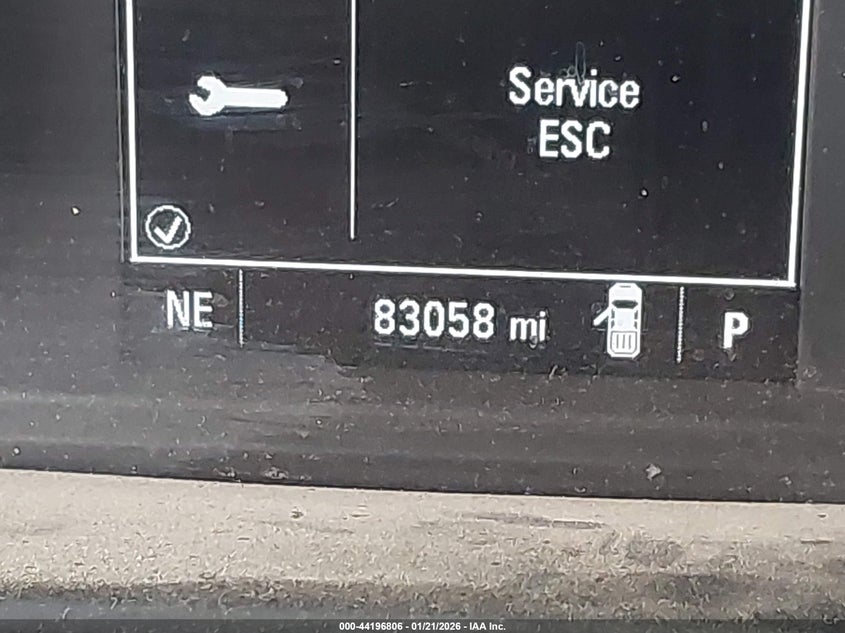 Service
ESC
NE 83058 mi P
000-44196806 - 01/21/2026 - IAA Inc.